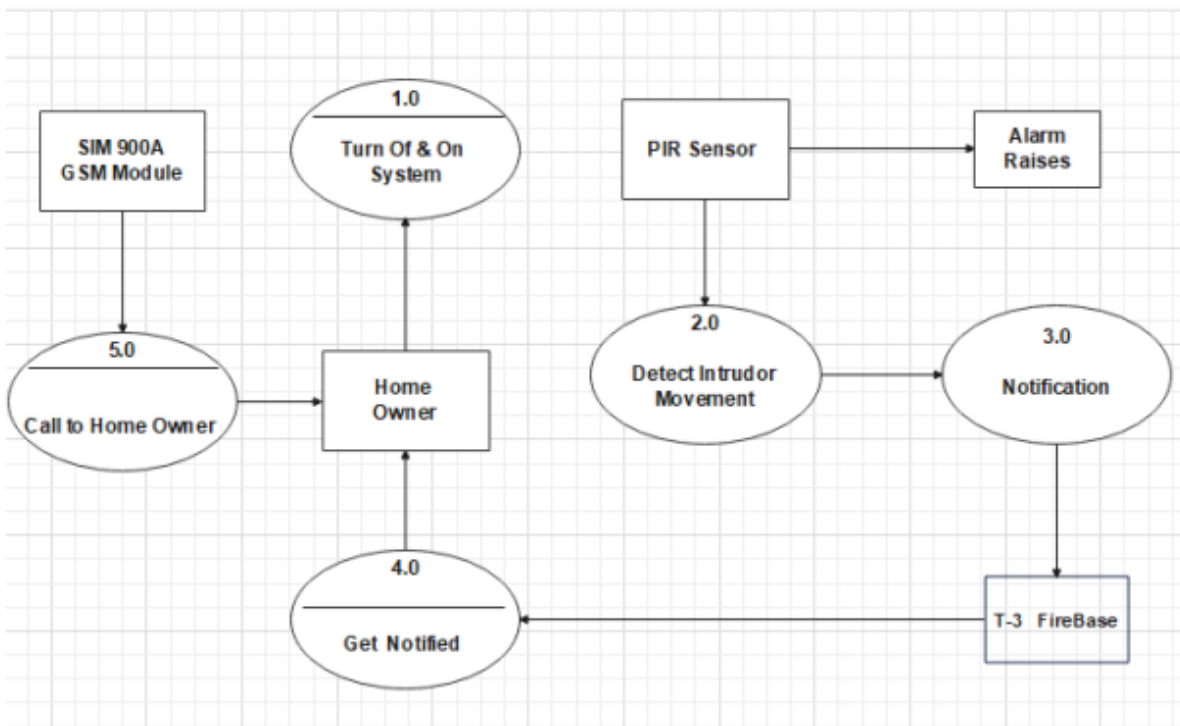 SIM 900A
GSM Module
1.0
Turn Of & On
System
PIR Sensor
Alarm
Raises
5.0
Call to Home Owner
Home
Owner
2.0
Detect Intrudor
Movement
3.0
Notification
4.0
Get Notified
T-3 FireBase